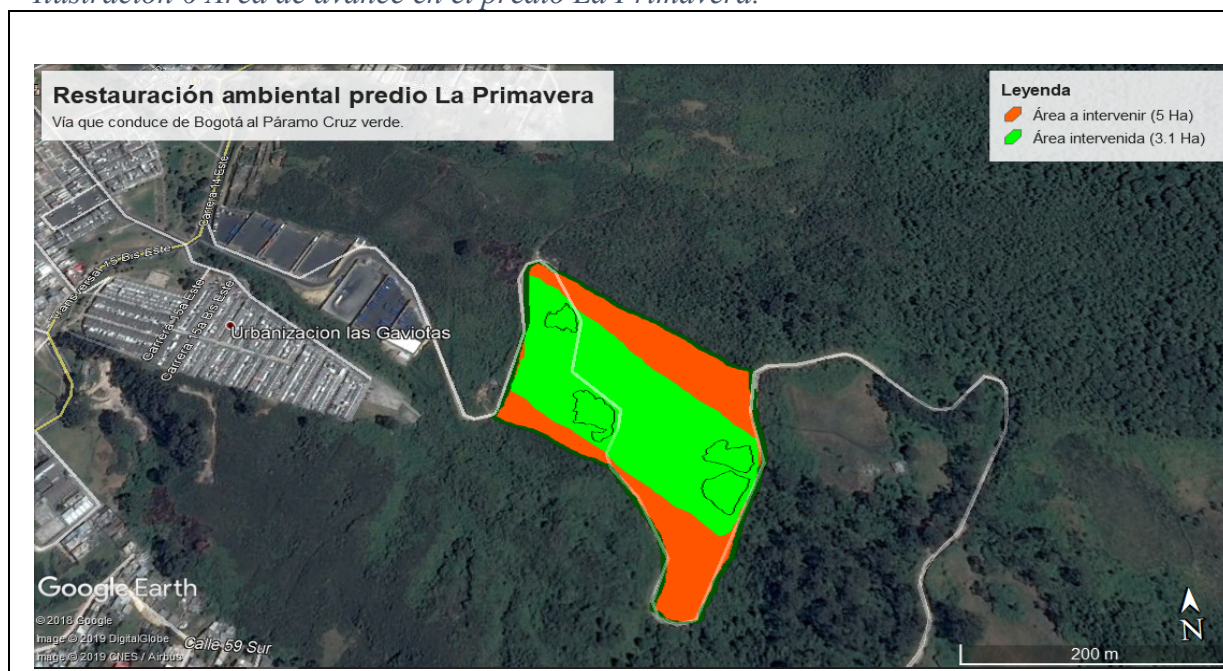 Ilustración 6 Área de avance en el predio La Primavera.
Restauración ambiental predio La Primavera
Vía que conduce de Bogotá al Páramo Cruz verde.
Leyenda
Área a intervenir (5 Ha)
Área intervenida (3.1 Ha)
Carrera 14 Este
Transversal 15 Bis Este
Carrera 15a Este
Carrera 15a Bis Este
Urbanizacion las Gaviotas
Google Earth
© 2018 Google
Image © 2019 DigitalGlobe
Image © 2019 CNES / Airbus
Calle 59 Sur
N
200 m